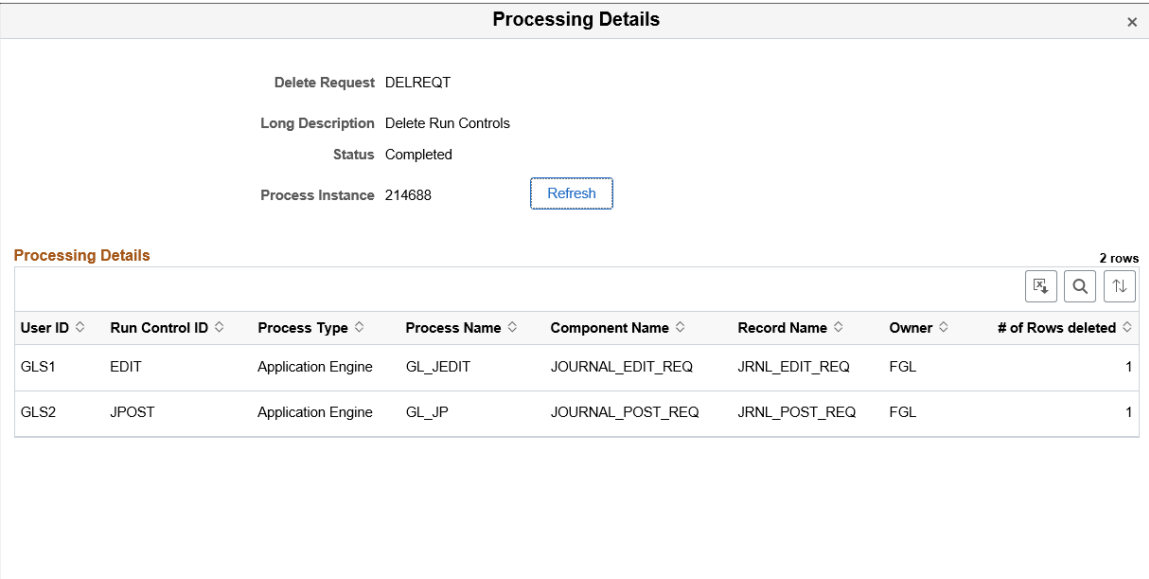 Processing Details
Delete Request DELREQT
Long Description Delete Run Controls
Status Completed
Process Instance 214688 Refresh
Processing Details
2 rows
User ID Run Control ID Process Type Process Name Component Name Record Name Owner # of Rows deleted
GLS1 EDIT Application Engine GL_JEDIT JOURNAL_EDIT_REQ JRNL_EDIT_REQ FGL 1
GLS2 JPOST Application Engine GL_JP JOURNAL_POST_REQ JRNL_POST_REQ FGL 1